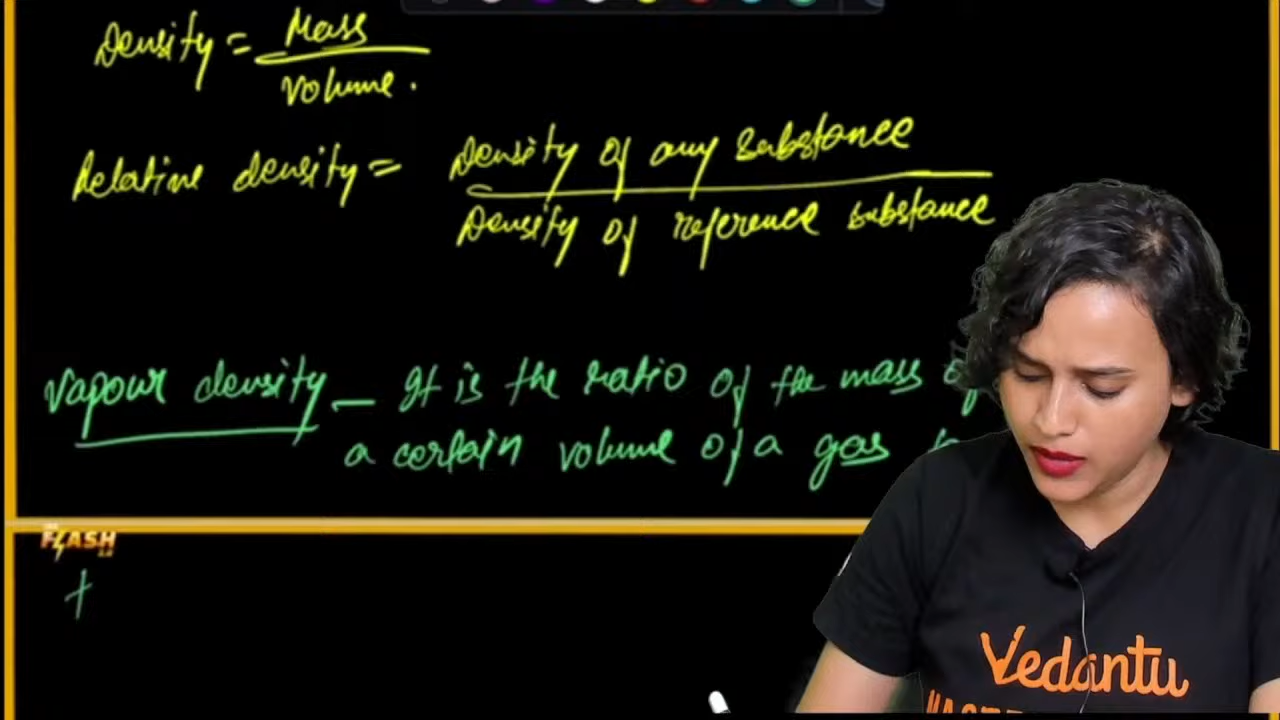 Density = Mass
Volume.
Relative density = Density of any substance
Density of reference substance
Vapour density – It is the ratio of the mass of
a certain volume of a gas
FLASH
t
Vedantu